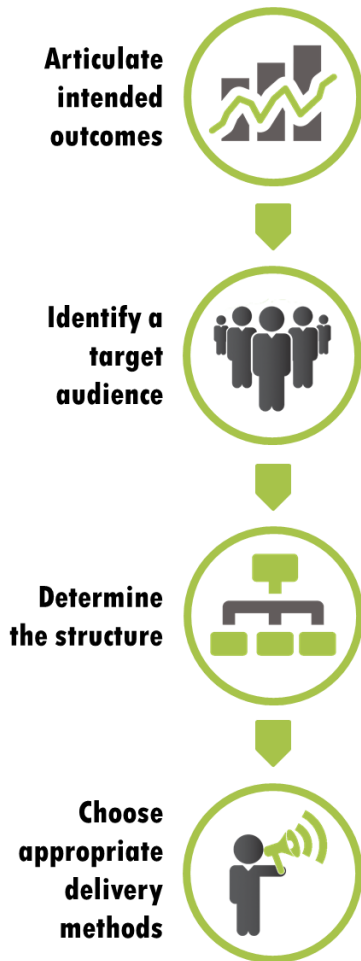 Articulate
intended
outcomes
Identify a
target
audience
Determine
the structure
Choose
appropriate
delivery
methods